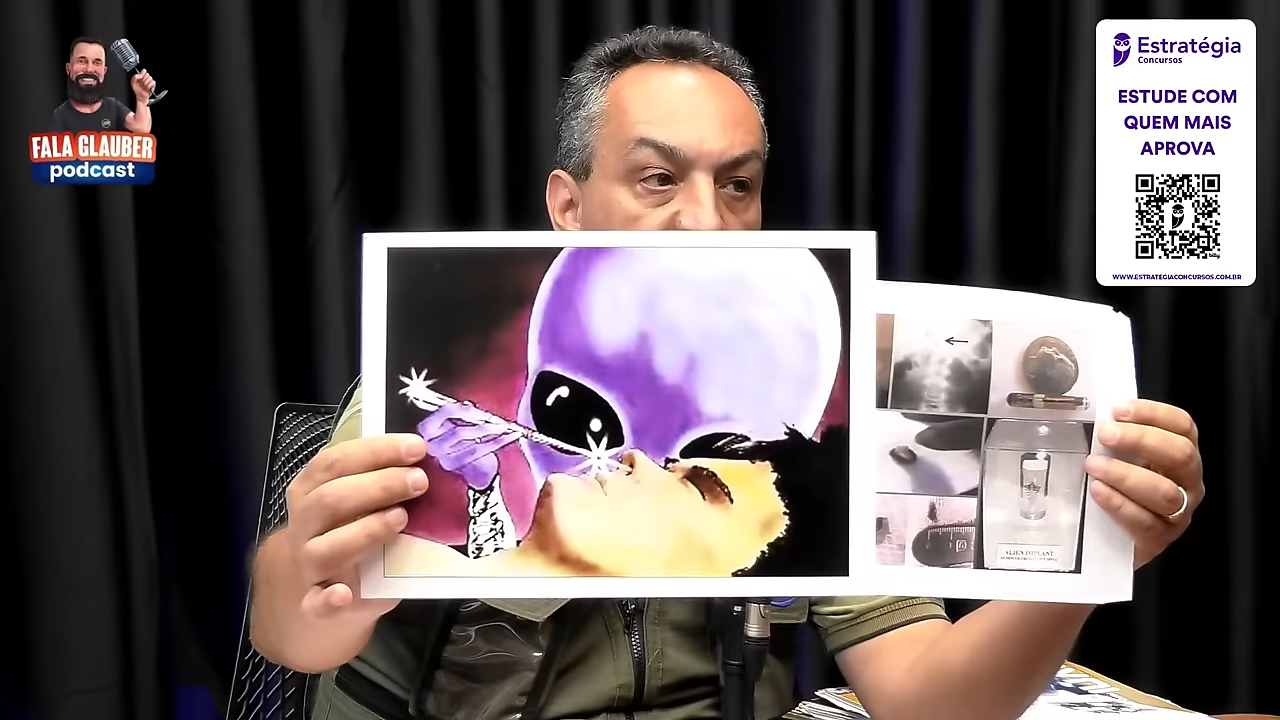 FALA GLAUBER
podcast
Estratégia
Concursos
ESTUDE COM
QUEM MAIS
APROVA
WWW.ESTRATEGIACONCURSOS.COM.BR
ALIEN IMPLANT